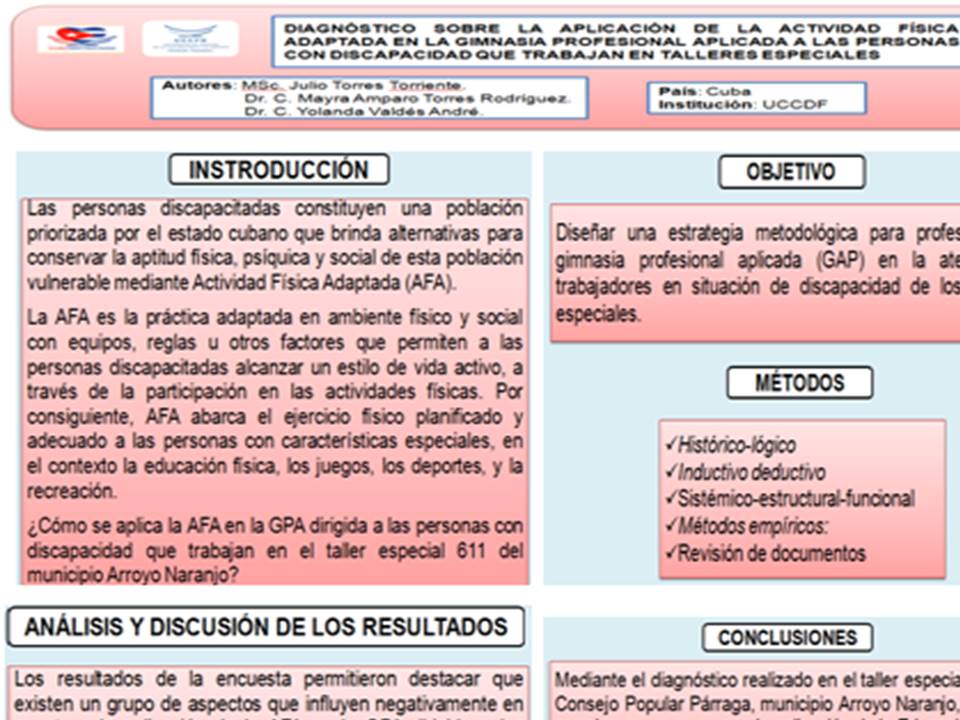 DIAGNÓSTICO SOBRE LA APLICACIÓN DE LA ACTIVIDAD FÍSICA
ADAPTADA EN LA GIMNASIA PROFESIONAL APLICADA A LAS PERSONAS
CON DISCAPACIDAD QUE TRABAJAN EN TALLERES ESPECIALES
Autores: MSc. Julio Torres Torriente.
Dr. C. Mayra Amparo Torres Rodríguez.
Dr. C. Yolanda Valdés André.
País: Cuba
Institución: UCCDF
INSTRODUCCIÓN
Las personas discapacitadas constituyen una población
priorizada por el estado cubano que brinda alternativas para
conservar la aptitud física, psíquica y social de esta población
vulnerable mediante Actividad Física Adaptada (AFA).
La AFA es la práctica adaptada en ambiente físico y social
con equipos, reglas u otros factores que permiten a las
personas discapacitadas alcanzar un estilo de vida activo, a
través de la participación en las actividades físicas. Por
consiguiente, AFA abarca el ejercicio físico planificado y
adecuado a las personas con características especiales, en
el contexto la educación física, los juegos, los deportes, y la
recreación.
¿Cómo se aplica la AFA en la GPA dirigida a las personas con
discapacidad que trabajan en el taller especial 611 del
municipio Arroyo Naranjo?
OBJETIVO
Diseñar una estrategia metodológica para profes
gimnasia profesional aplicada (GAP) en la ate
trabajadores en situación de discapacidad de los
especiales.
MÉTODOS
✓Histórico-lógico
✓Inductivo deductivo
✓Sistémico-estructural-funcional
✓Métodos empíricos:
✓Revisión de documentos
ANÁLISIS Y DISCUSIÓN DE LOS RESULTADOS
Los resultados de la encuesta permitieron destacar que
existen un grupo de aspectos que influyen negativamente en
CONCLUSIONES
Mediante el diagnóstico realizado en el taller especia
Consejo Popular Párraga, municipio Arroyo Naranjo,